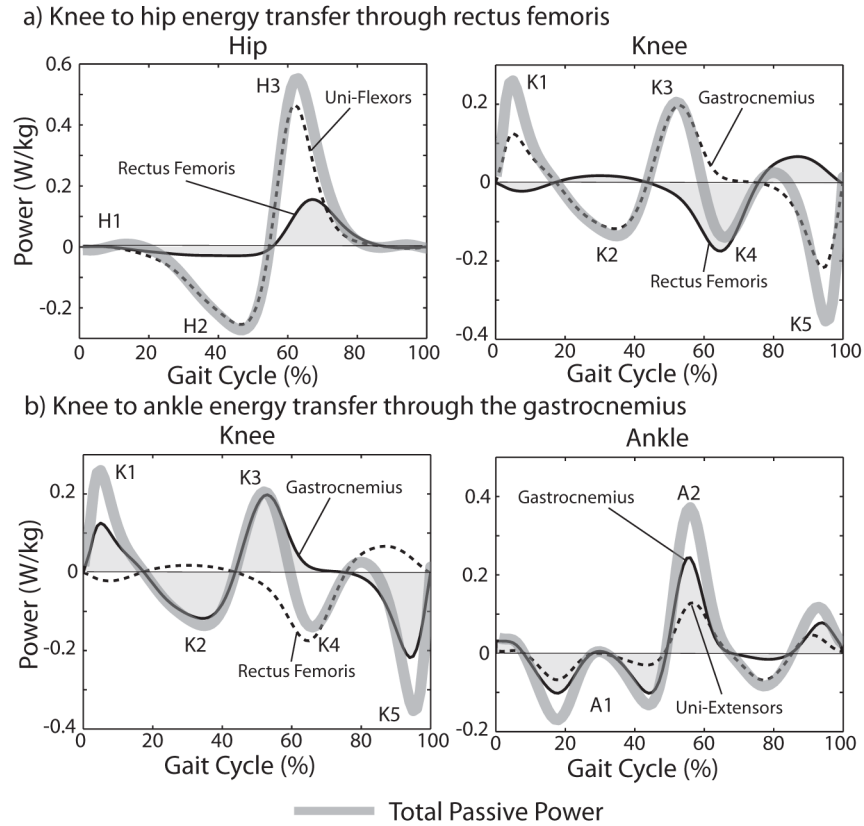 a) Knee to hip energy transfer through rectus femoris
Hip
Knee
0.6
0.4
0.2
0
-0.2
Power (W/kg)
H1
H2
H3
Uni-Flexors
Rectus Femoris
0 20 40 60 80 100
Gait Cycle (%)
0.2
0
-0.2
-0.4
K1
K2
K3
K4
K5
Gastrocnemius
Rectus Femoris
0 20 40 60 80 100
Gait Cycle (%)
b) Knee to ankle energy transfer through the gastrocnemius
Knee
Ankle
0.2
0
-0.2
-0.4
Power (W/kg)
K1
K2
K3
K4
K5
Gastrocnemius
Rectus Femoris
0 20 40 60 80 100
Gait Cycle (%)
0.4
0.2
0
-0.2
Gastrocnemius
A2
A1
Uni-Extensors
0 20 40 60 80 100
Gait Cycle (%)
Total Passive Power